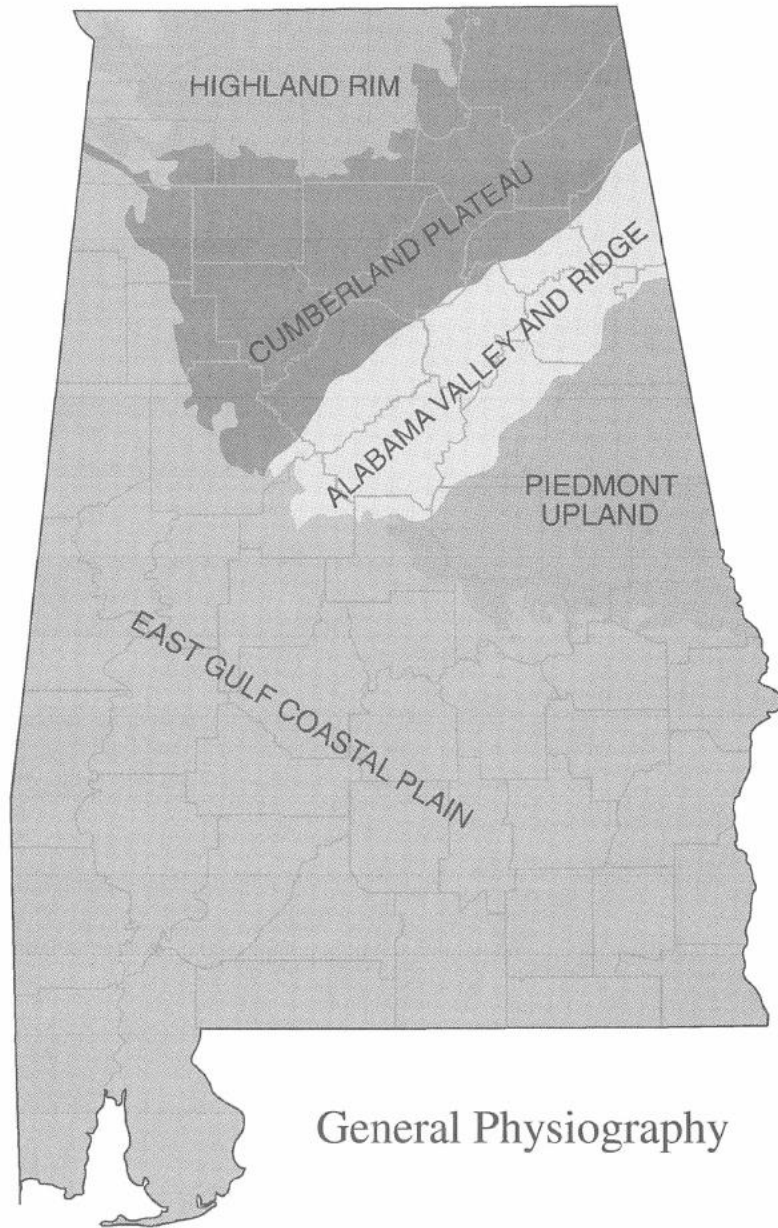 HIGHLAND RIM
CUMBERLAND PLATEAU
ALABAMA VALLEY AND RIDGE
PIEDMONT
UPLAND
EAST GULF COASTAL PLAIN
General Physiography